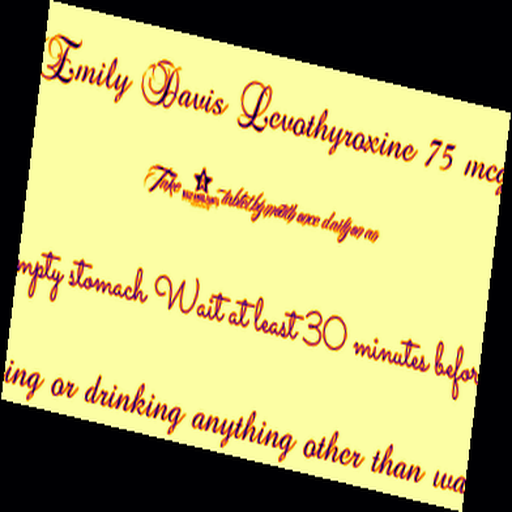 Emily Davis Levothyroxine 75 mcg
Take tablet by mouth once daily on an
mpty stomach Wait at least 30 minutes befor
ing or drinking anything other than wa